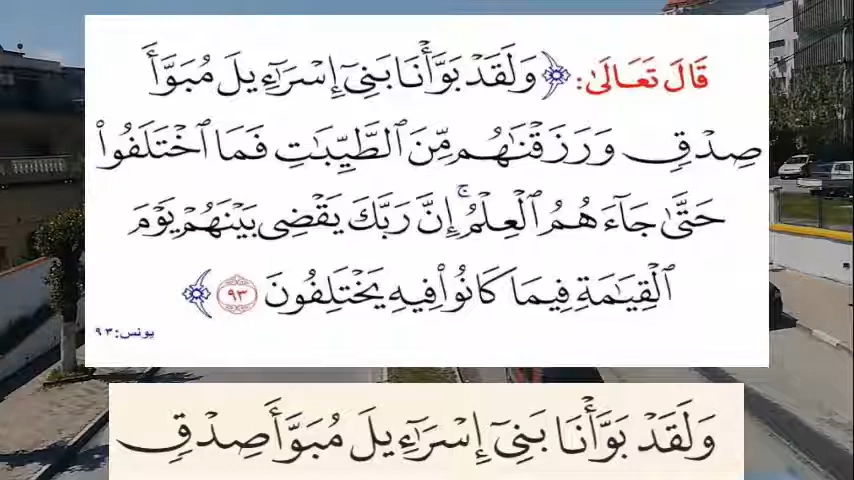 قَالَ تَعَالَىٰ: ﴿وَلَقَدۡ بَوَّأۡنَا بَنِيٓ إِسۡرَـٰٓءِيلَ مُبَوَّأَ
صِدۡقٖ وَرَزَقۡنَـٰهُم مِّنَ ٱلطَّيِّبَـٰتِ فَمَا ٱخۡتَلَفُواْ
حَتَّىٰ جَآءَهُمُ ٱلۡعِلۡمُۚ إِنَّ رَبَّكَ يَقۡضِي بَيۡنَهُمۡ يَوۡمَ
ٱلۡقِيَـٰمَةِ فِيمَا كَانُواْ فِيهِ يَخۡتَلِفُونَ ٩٣﴾
يونس: ٩٣
وَلَقَدۡ بَوَّأۡنَا بَنِيٓ إِسۡرَـٰٓءِيلَ مُبَوَّأَ صِدۡقٖ